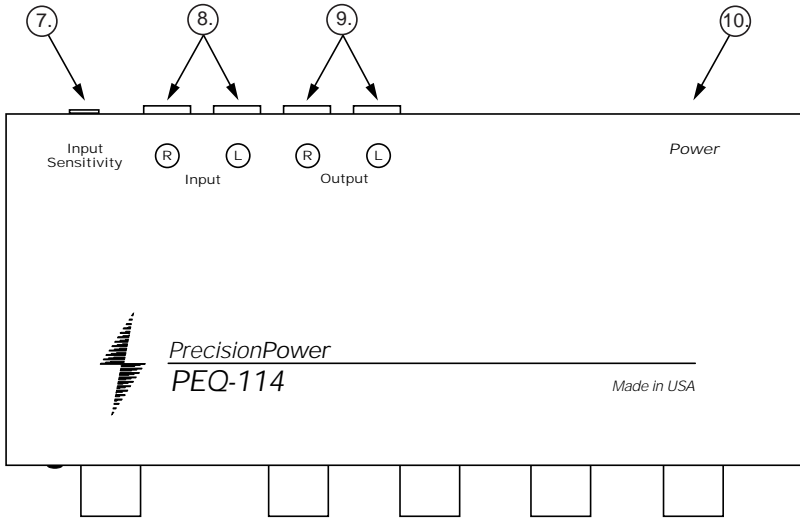 7.
8.
9.
10.
Input
Sensitivity
R
L
R
L
Input
Output
Power
PrecisionPower
PEQ-114
Made in USA